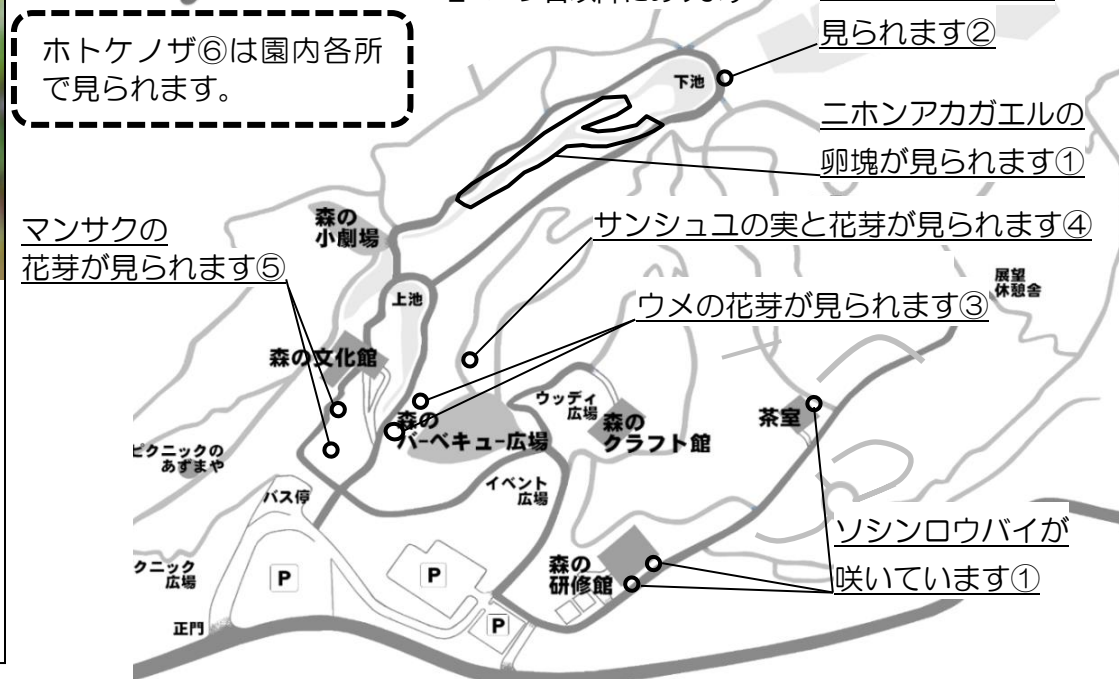 ホトケノザ⑥は園内各所
で見られます。
見られます②
下池
ニホンアカガエルの
卵塊が見られます①
サンシュユの実と花芽が見られます④
森の
小劇場
マンサクの
花芽が見られます⑤
展望
休憩舎
上池
ウメの花芽が見られます③
森の文化館
ウッディ
広場
森の
クラフト館
茶室
森の
バーベキュー広場
ピクニックの
あずまや
バス停
イベント
広場
ソシンロウバイが
咲いています①
クニック
広場
P
P
森の
研修館
正門
P